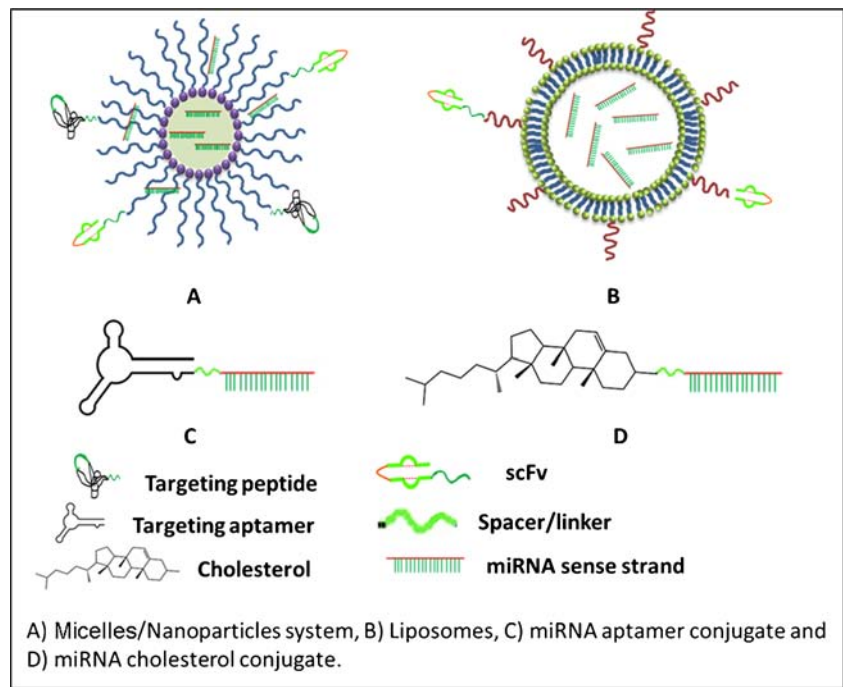 A
B
C
D
Targeting peptide
scFv
Targeting aptamer
Spacer/linker
Cholesterol
miRNA sense strand
A) Micelles/Nanoparticles system, B) Liposomes, C) miRNA aptamer conjugate and
D) miRNA cholesterol conjugate.